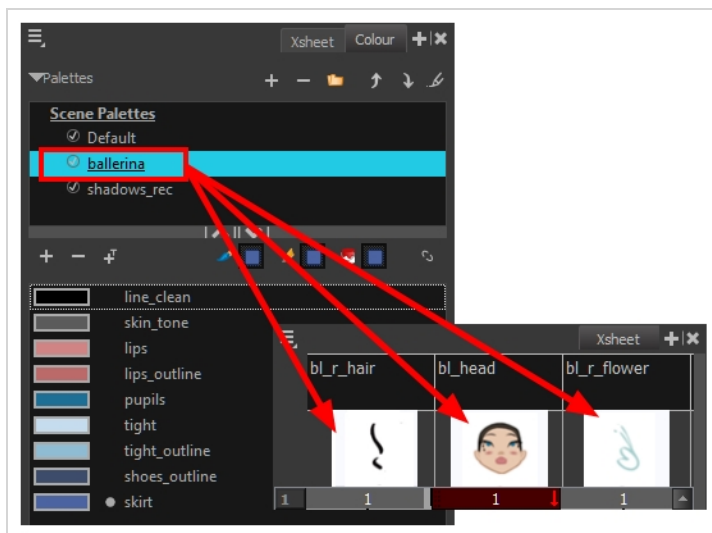 Xsheet Colour
Palettes
Scene Palettes
Default
ballerina
shadows_rec
line_clean
skin_tone
lips
lips_outline
pupils
tight
tight_outline
shoes_outline
skirt
Xsheet
bl_r_hair bl_head bl_r_flower
1 1 1 1